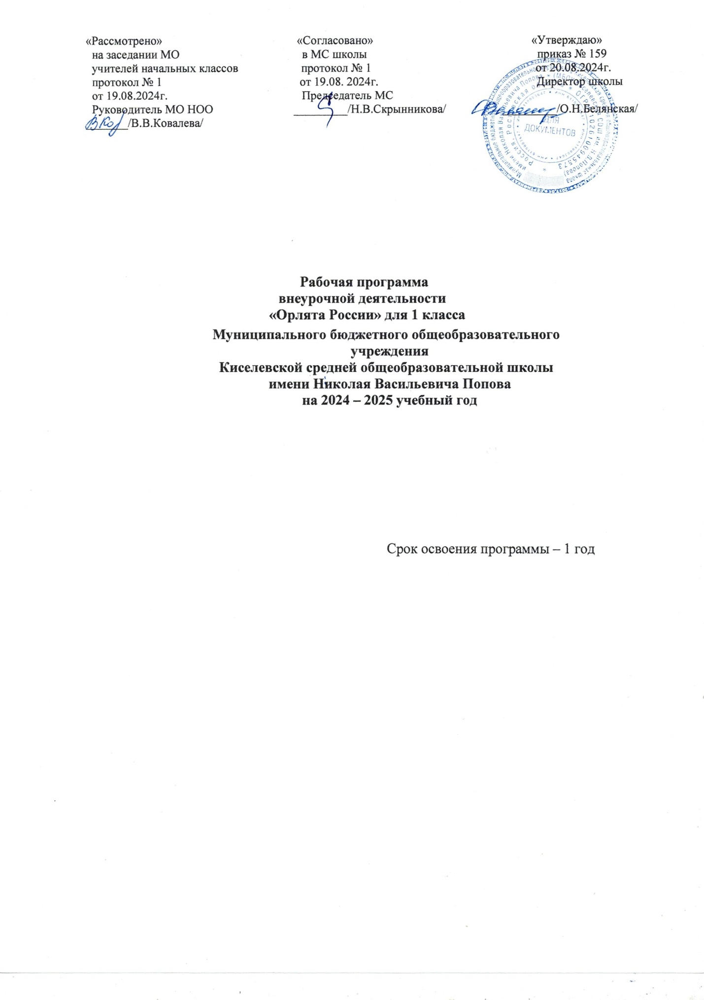 «Рассмотрено»
на заседании МО
учителей начальных классов
протокол № 1
от 19.08.2024г.
Руководитель МО НОО
________/В.В.Ковалева/
«Согласовано»
в МС школы
протокол № 1
от 19.08. 2024г.
Председатель МС
_________/Н.В.Скрынникова/
«Утверждаю»
приказ № 159
от 20.08.2024г.
Директор школы
_________/О.Н.Белянская/
ДЛЯ
ДОКУМЕНТОВ
Рабочая программа
внеурочной деятельности
«Орлята России» для 1 класса
Муниципального бюджетного общеобразовательного
учреждения
Киселевской средней общеобразовательной школы
имени Николая Васильевича Попова
на 2024 – 2025 учебный год
Срок освоения программы – 1 год